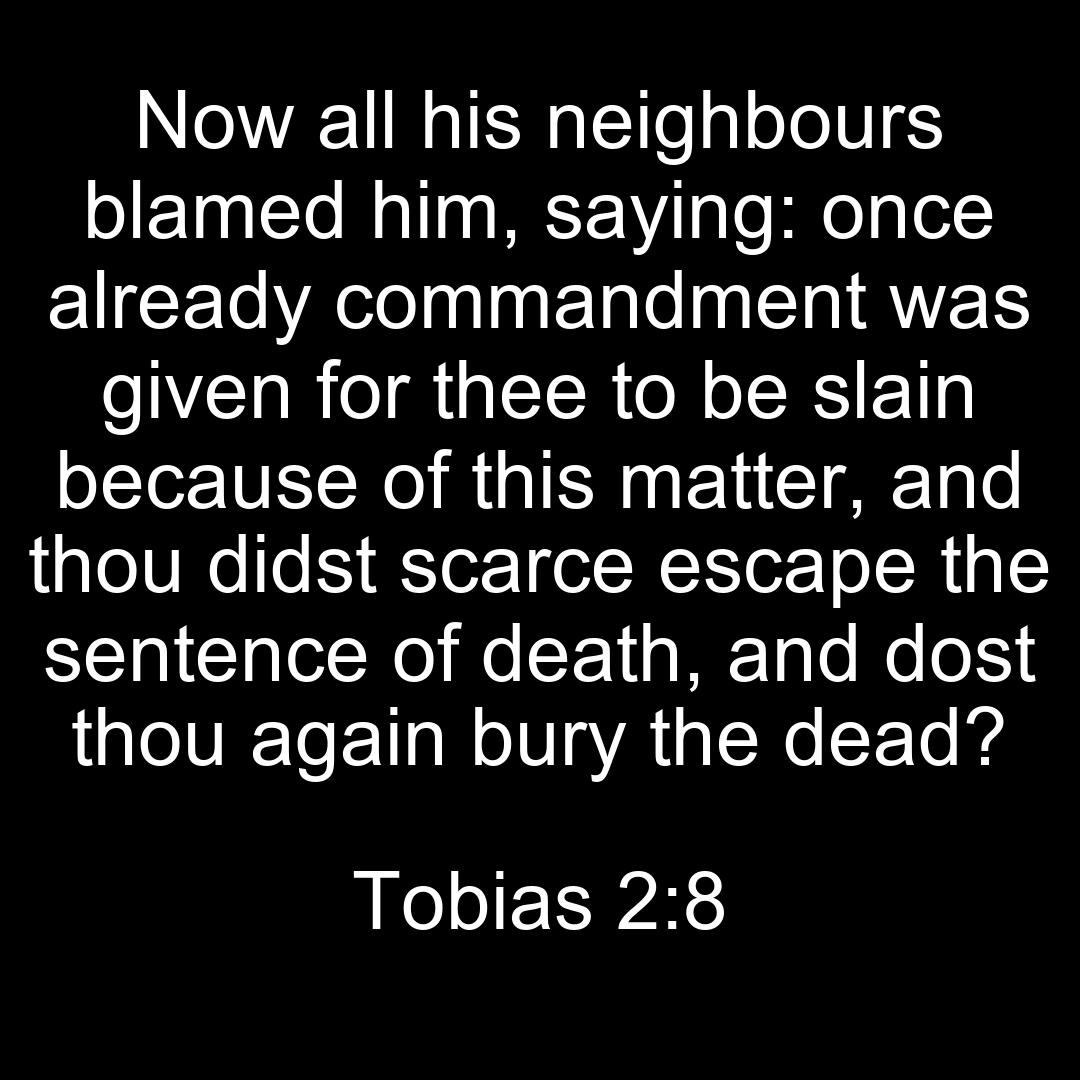 Now all his neighbours
blamed him, saying: once
already commandment was
given for thee to be slain
because of this matter, and
thou didst scarce escape the
sentence of death, and dost
thou again bury the dead?
Tobias 2:8